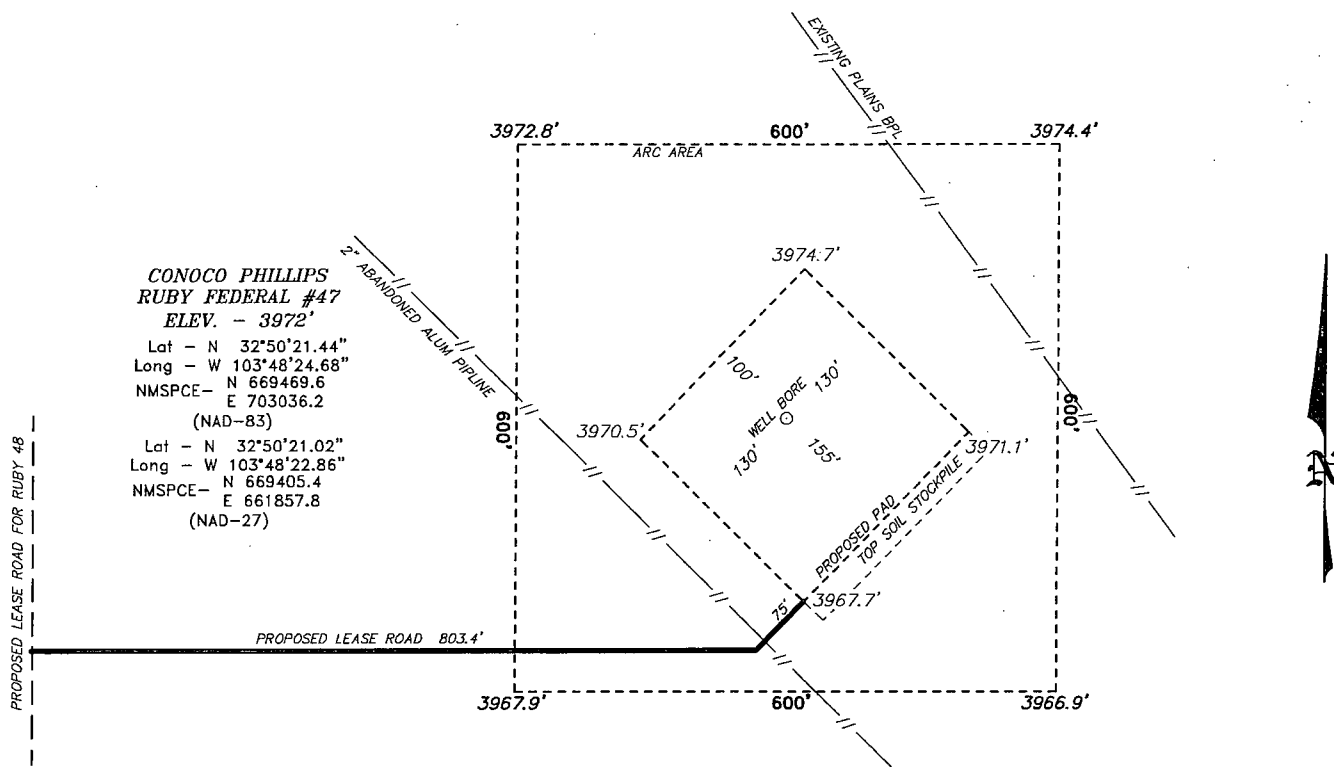 EXISTING PLAINS BPL
3972.8'
600'
3974.4'
ARC AREA
2" ABANDONED ALUM PIPLINE
3974.7'
CONOCO PHILLIPS
RUBY FEDERAL #47
ELEV. - 3972'
Lat - N 32°50'21.44"
Long - W 103°48'24.68"
NMSPCE- N 669469.6
E 703036.2
(NAD-83)
Lat - N 32°50'21.02"
Long - W 103°48'22.86"
NMSPCE- N 669405.4
E 661857.8
(NAD-27)
100'
130'
WELL BORE
600'
600'
3970.5'
130'
155'
3971.1'
N
PROPOSED PAD
TOP SOIL STOCKPILE
PROPOSED LEASE ROAD FOR RUBY 48
75'
3967.7'
PROPOSED LEASE ROAD 803.4'
3967.9'
600'
3966.9'